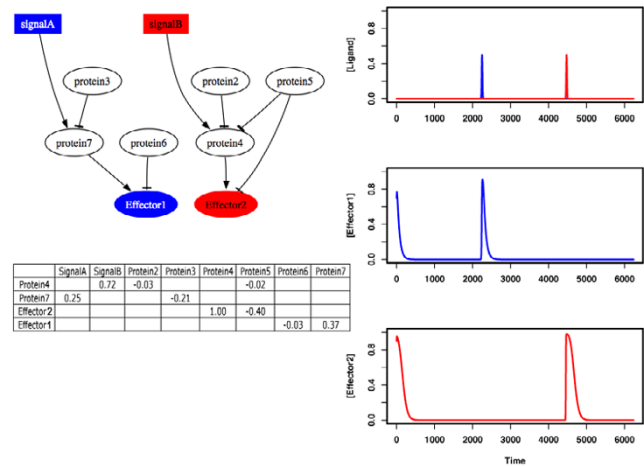 signalA
signalB
protein3
protein2
protein5
protein7
protein6
protein4
Effector1
Effector2
SignalA SignalB Protein2 Protein3 Protein4 Protein5 Protein6 Protein7
Protein4 0.72 -0.03 -0.02
Protein7 0.25 -0.21
Effector2 1.00 -0.40
Effector1 -0.03 0.37
[Ligand]
0.8
0.4
0.0
0 1000 2000 3000 4000 5000 6000
[Effector1]
0.8
0.4
0.0
0 1000 2000 3000 4000 5000 6000
[Effector2]
0.8
0.4
0.0
0 1000 2000 3000 4000 5000 6000
Time